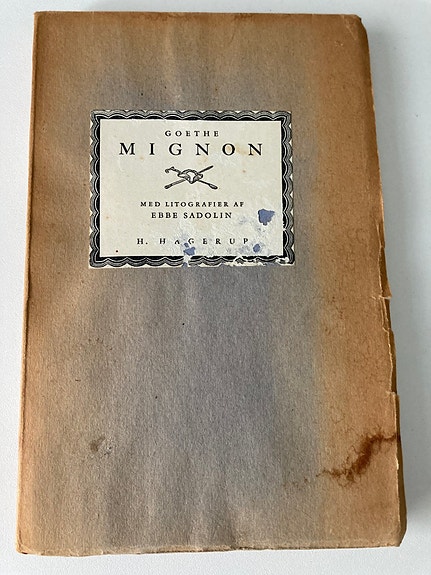 GOETHE
MIGNON
MED LITOGRAFIER AF
EBBE SADOLIN
H. HAGERUP